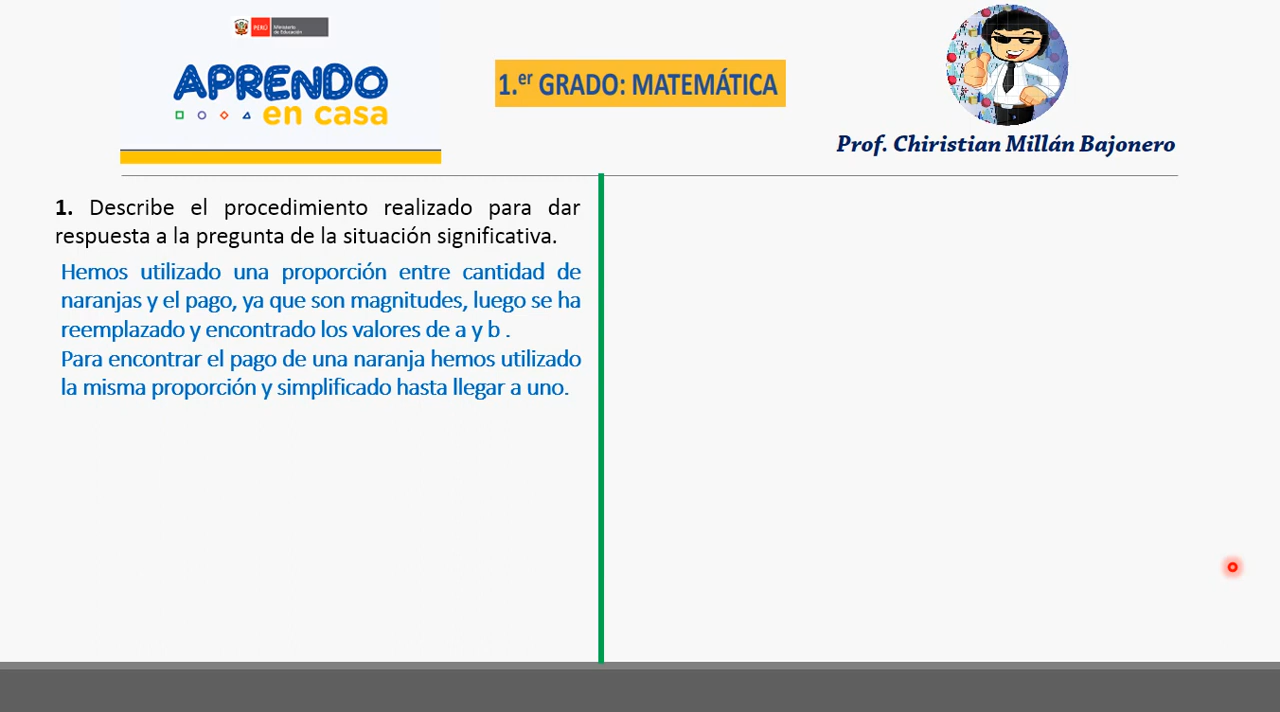 PERÚ
Ministerio
de Educación
APRENDO
en casa
1.er GRADO: MATEMÁTICA
Prof. Chiristian Millán Bajonero
1. Describe el procedimiento realizado para dar
respuesta a la pregunta de la situación significativa.
Hemos utilizado una proporción entre cantidad de
naranjas y el pago, ya que son magnitudes, luego se ha
reemplazado y encontrado los valores de a y b .
Para encontrar el pago de una naranja hemos utilizado
la misma proporción y simplificado hasta llegar a uno.